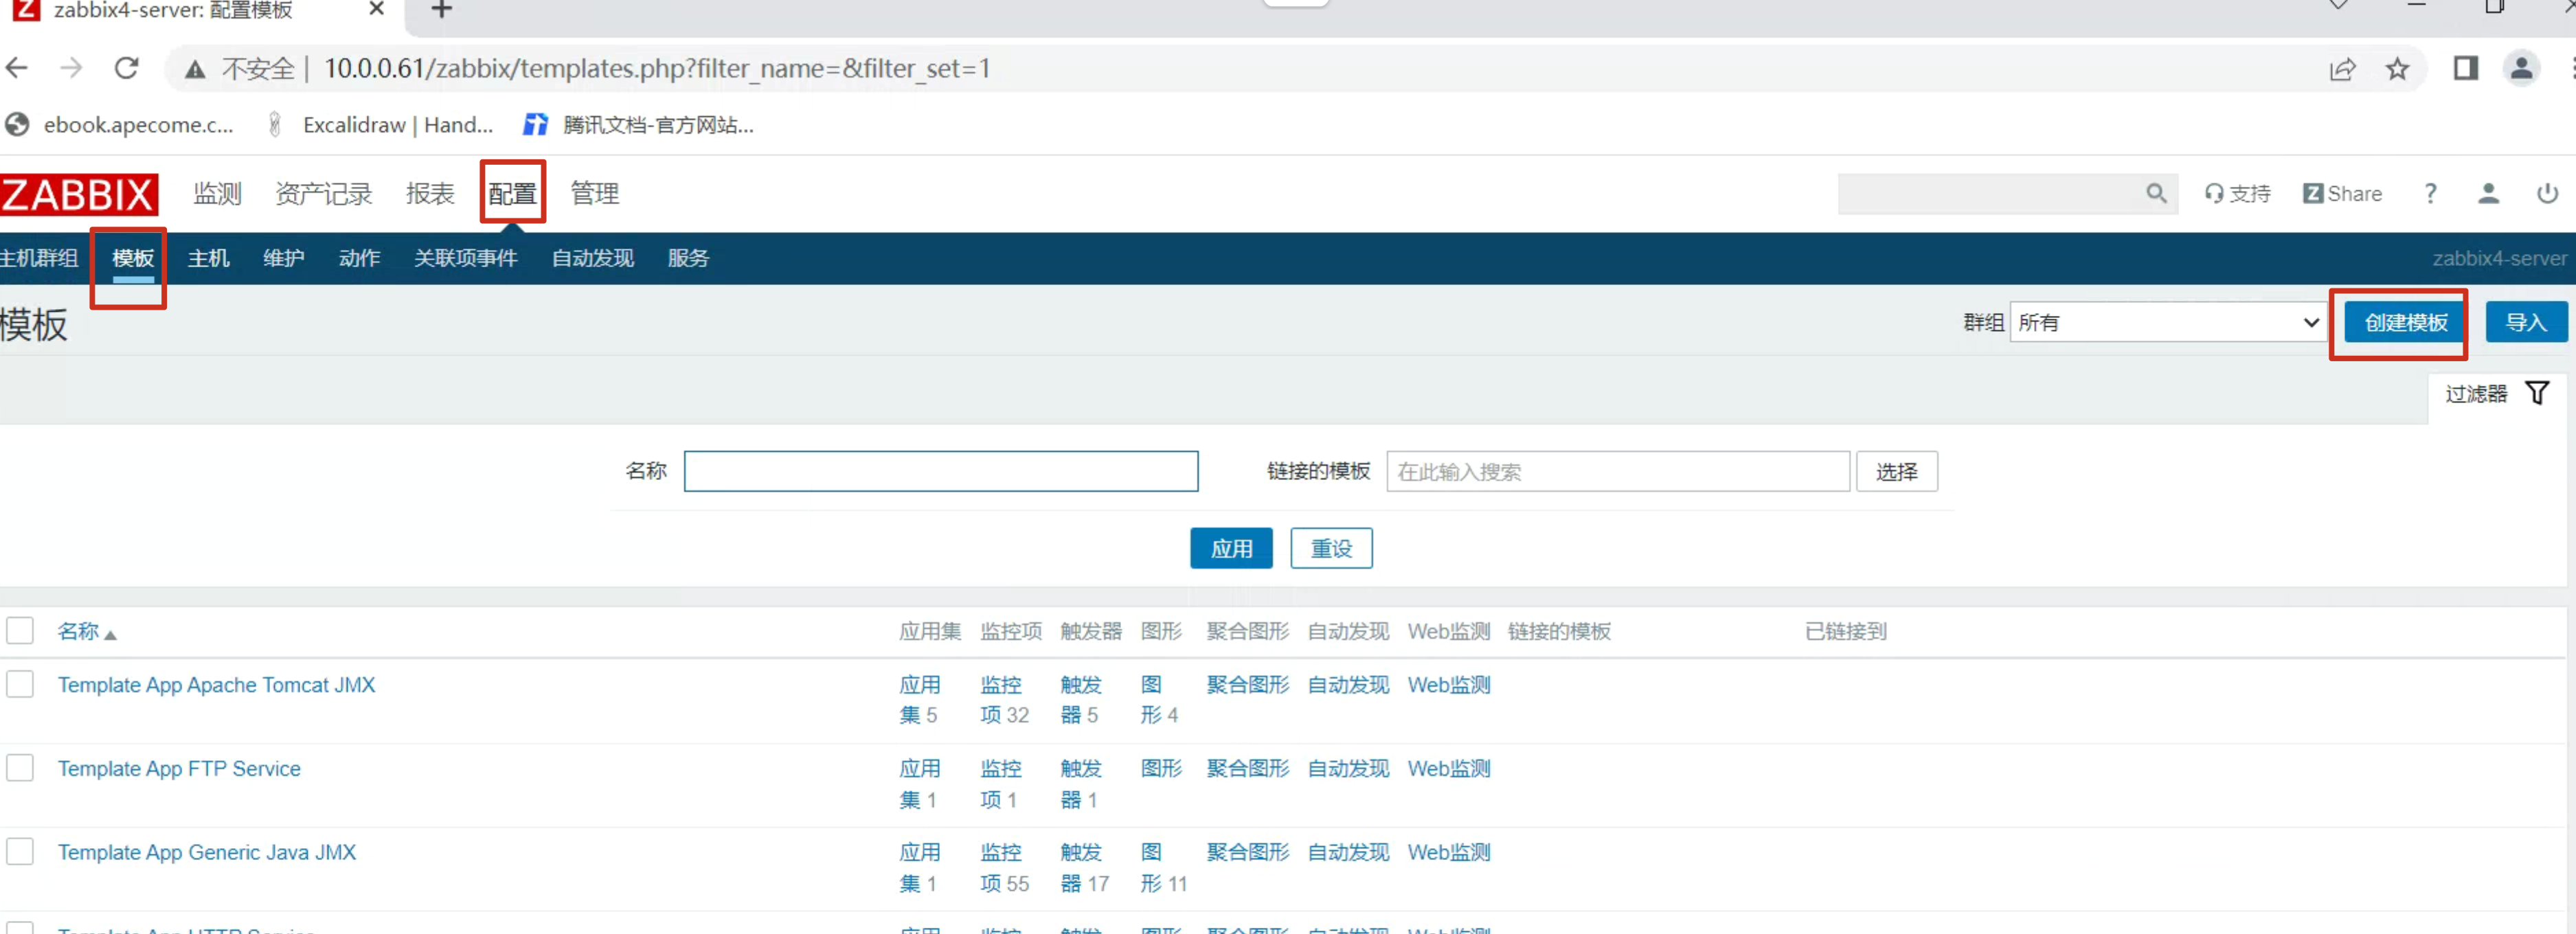 zabbix4-server: 配置模板
不安全 | 10.0.0.61/zabbix/templates.php?filter_name=&filter_set=1
ebook.apecome.c... Excalidraw | Hand... 腾讯文档-官方网站...
ZABBIX 监测 资产记录 报表 配置 管理 支持 Z Share ?
主机群组 模板 主机 维护 动作 关联项事件 自动发现 服务 zabbix4-server
模板 群组 所有 创建模板 导入
过滤器
名称 链接的模板 在此输入搜索 选择
应用 重设
名称 应用集 监控项 触发器 图形 聚合图形 自动发现 Web监测 链接的模板 已链接到
Template App Apache Tomcat JMX 应用 监控 触发 图 聚合图形 自动发现 Web监测
集 5 项 32 器 5 形 4
Template App FTP Service 应用 监控 触发 图形 聚合图形 自动发现 Web监测
集 1 项 1 器 1
Template App Generic Java JMX 应用 监控 触发 图 聚合图形 自动发现 Web监测
集 1 项 55 器 17 形 11